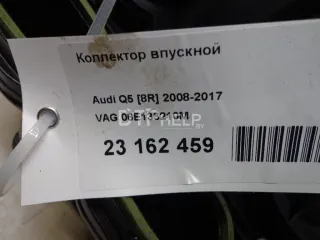 Коллектор впускной
Audi Q5 [8R] 2008-2017
VAG
23 162 459